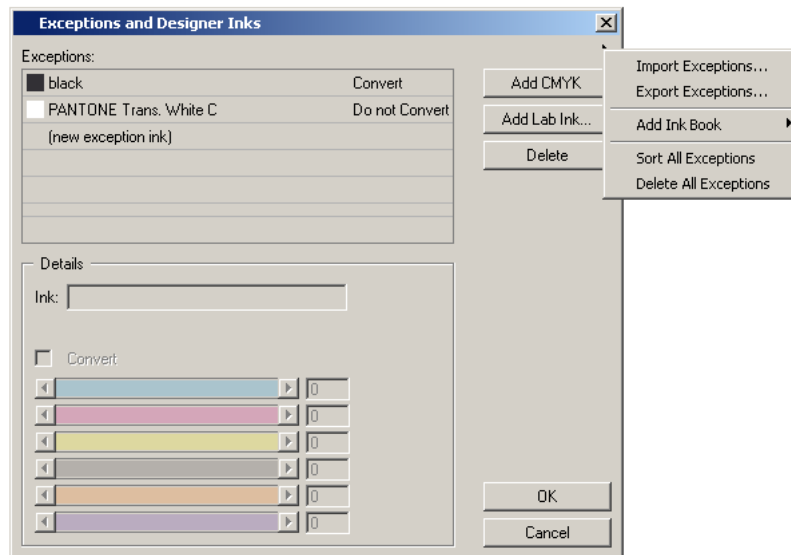 Exceptions and Designer Inks
Exceptions:
black Convert
PANTONE Trans. White C Do not Convert
(new exception ink)
Add CMYK
Add Lab Ink...
Delete
Import Exceptions...
Export Exceptions...
Add Ink Book
Sort All Exceptions
Delete All Exceptions
Details
Ink:
Convert
0
0
0
0
0
0
OK
Cancel